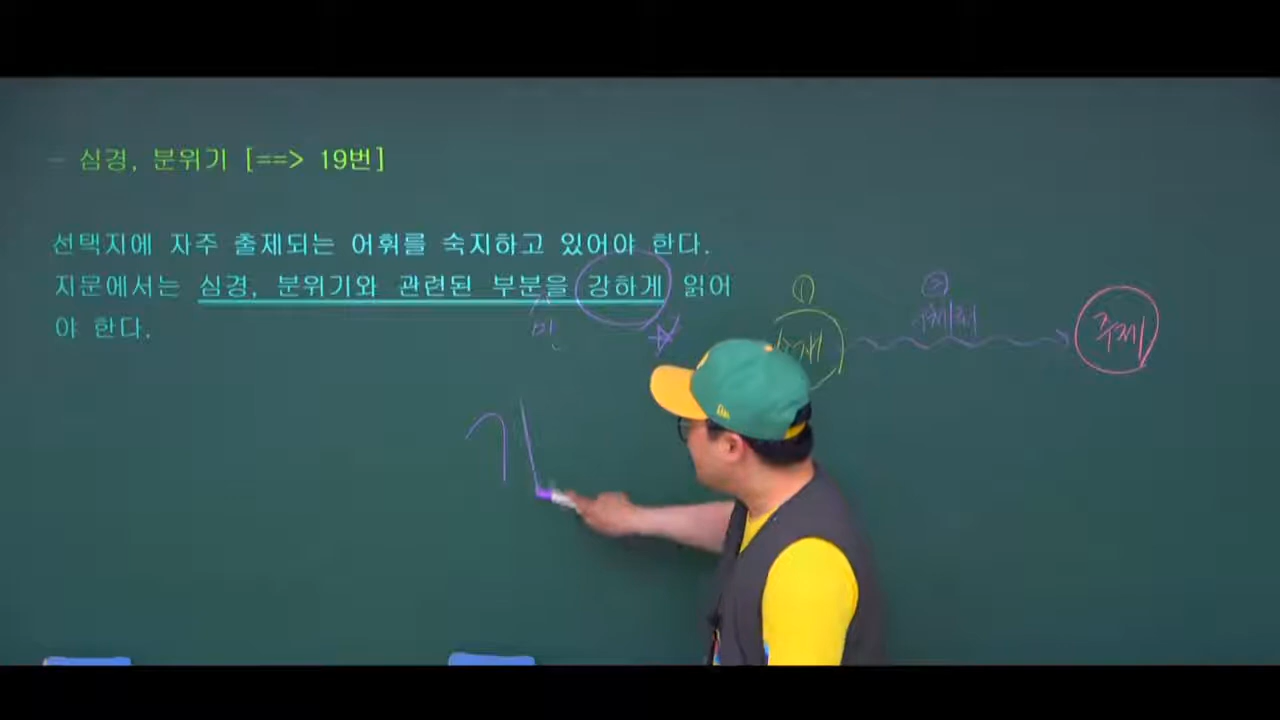 - 심경, 분위기 [==> 19번]
선택지에 자주 출제되는 어휘를 숙지하고 있어야 한다.
지문에서는 심경, 분위기와 관련된 부분을 강하게 읽어
야 한다.
①
②
주제